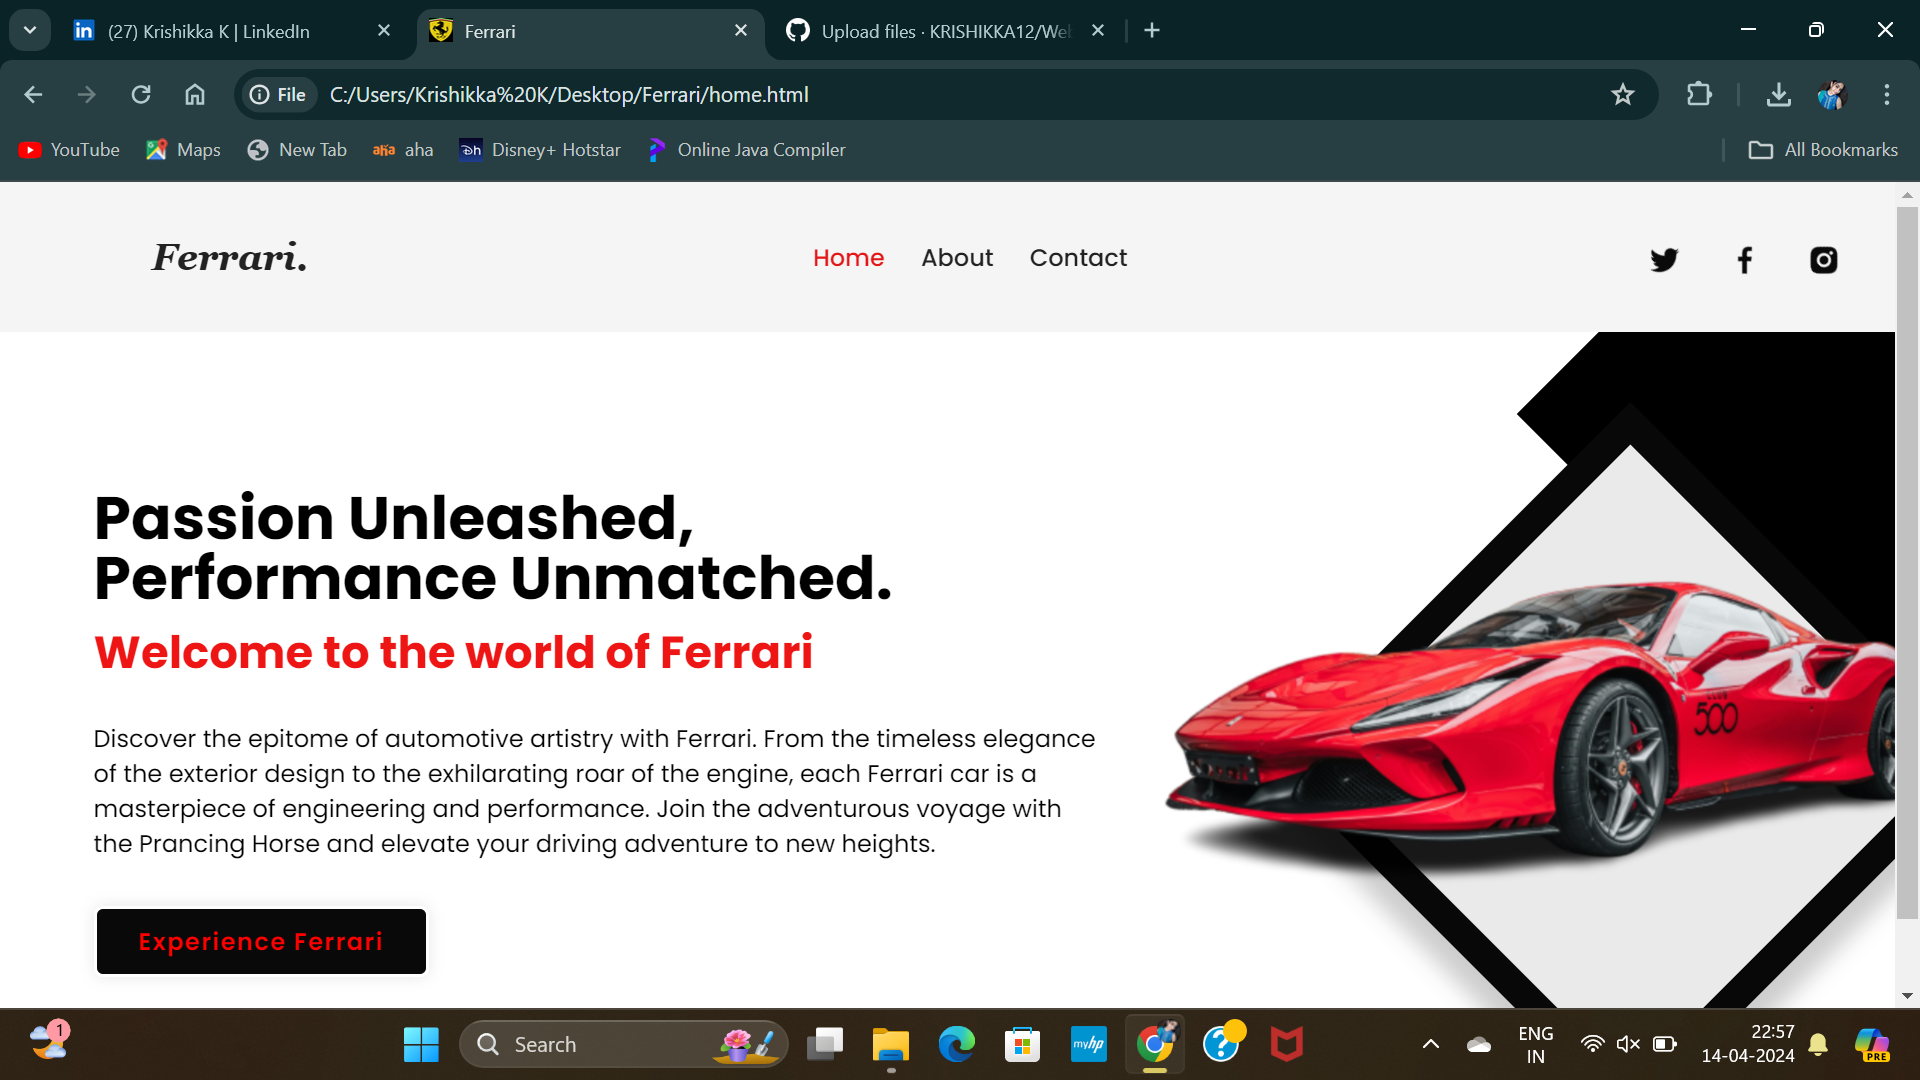 (27) Krishikka K | LinkedIn
Ferrari
Upload files · KRISHIKKA12/We
File
C:/Users/Krishikka%20K/Desktop/Ferrari/home.html
YouTube
Maps
New Tab
aha aha
Disney+ Hotstar
Online Java Compiler
All Bookmarks
Ferrari.
Home
About
Contact
Passion Unleashed,
Performance Unmatched.
Welcome to the world of Ferrari
Discover the epitome of automotive artistry with Ferrari. From the timeless elegance
of the exterior design to the exhilarating roar of the engine, each Ferrari car is a
masterpiece of engineering and performance. Join the adventurous voyage with
the Prancing Horse and elevate your driving adventure to new heights.
500
Experience Ferrari
1
Search
myhp
ENG
IN
22:57
14-04-2024
PRE